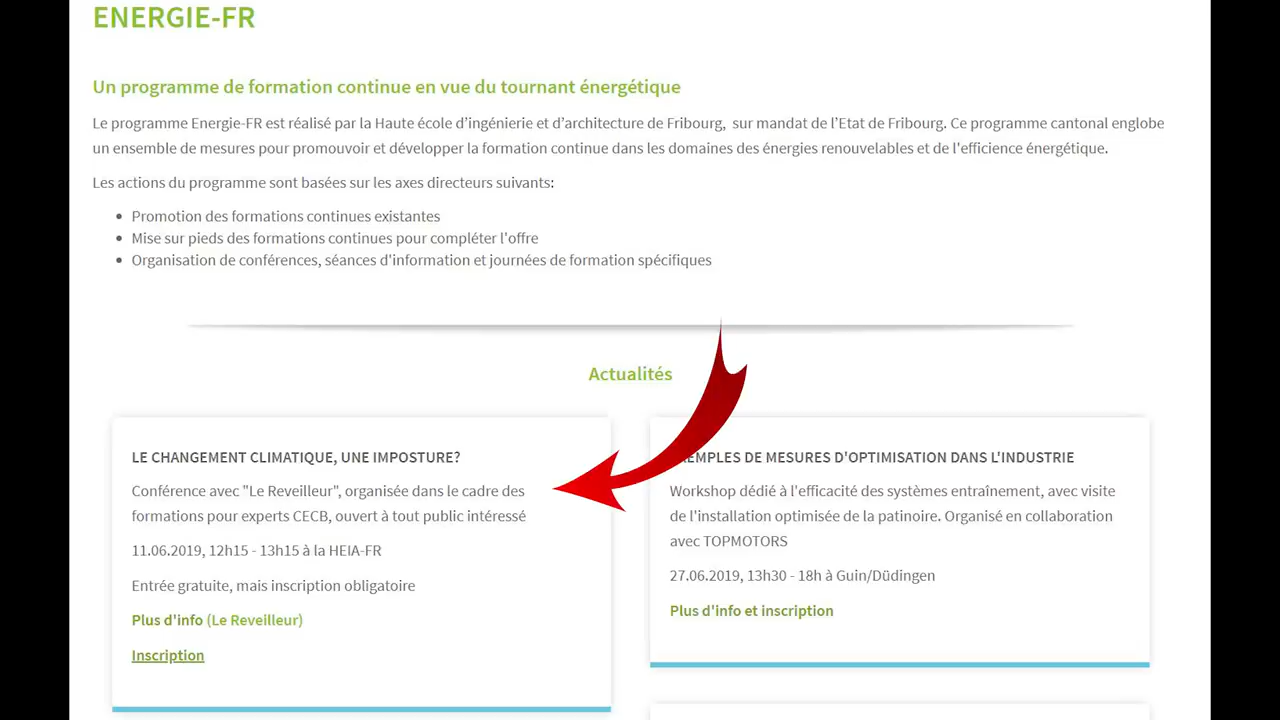 ENERGIE-FR
Un programme de formation continue en vue du tournant énergétique
Le programme Energie-FR est réalisé par la Haute école d’ingénierie et d’architecture de Fribourg, sur mandat de l’Etat de Fribourg. Ce programme cantonal englobe
un ensemble de mesures pour promouvoir et développer la formation continue dans les domaines des énergies renouvelables et de l'efficience énergétique.
Les actions du programme sont basées sur les axes directeurs suivants:
Promotion des formations continues existantes
Mise sur pieds des formations continues pour compléter l'offre
Organisation de conférences, séances d'information et journées de formation spécifiques
Actualités
LE CHANGEMENT CLIMATIQUE, UNE IMPOSTURE?
Conférence avec "Le Reveilleur", organisée dans le cadre des
formations pour experts CECB, ouvert à tout public intéressé
11.06.2019, 12h15 - 13h15 à la HEIA-FR
Entrée gratuite, mais inscription obligatoire
Plus d'info (Le Reveilleur)
Inscription
EMPLES DE MESURES D'OPTIMISATION DANS L'INDUSTRIE
Workshop dédié à l'efficacité des systèmes entraînement, avec visite
de l'installation optimisée de la patinoire. Organisé en collaboration
avec TOPMOTORS
27.06.2019, 13h30 - 18h à Guin/Düdingen
Plus d'info et inscription